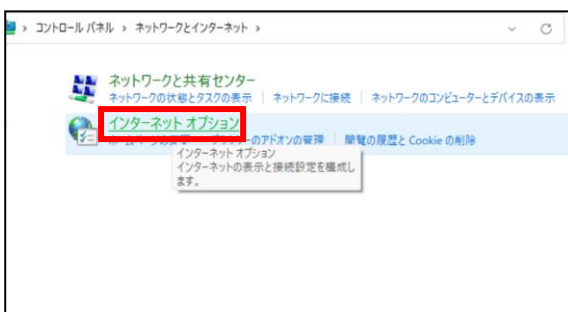 コントロール パネル › ネットワークとインターネット ›
ネットワークと共有センター
ネットワークの状態とタスクの表示 | ネットワークに接続 | ネットワークのコンピューターとデバイスの表示
インターネット オプション
の管理 | 閲覧の履歴と Cookie の削除
インターネット オプション
インターネットの表示と接続設定を構成し
ます。